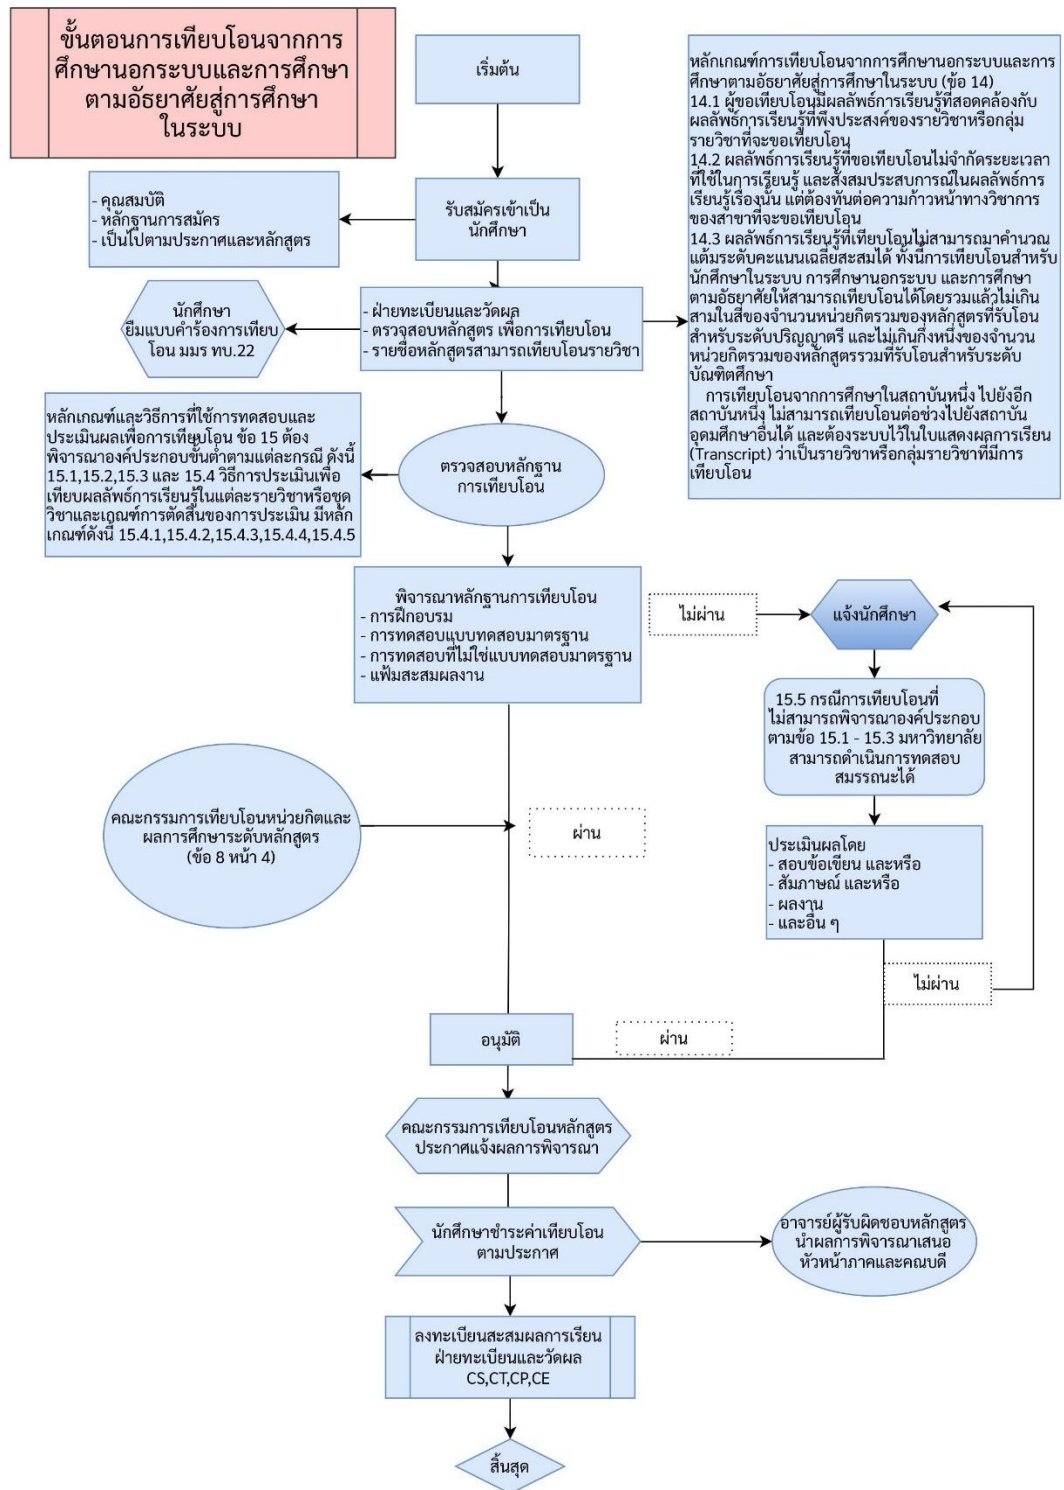 ขั้นตอนการเทียบโอนจากการ
ศึกษานอกระบบและการศึกษา
ตามอัธยาศัยสู่การศึกษา
ในระบบ
เริ่มต้น
หลักเกณฑ์การเทียบโอนจากการศึกษานอกระบบและการ
ศึกษาตามอัธยาศัยสู่การศึกษาในระบบ (ข้อ 14)
14.1 ผู้ขอเทียบโอนมีผลลัพธ์การเรียนรู้ที่สอดคล้องกับ
ผลลัพธ์การเรียนรู้ที่พึงประสงค์ของรายวิชาหรือกลุ่ม
รายวิชาที่จะขอเทียบโอน
14.2 ผลลัพธ์การเรียนรู้ที่ขอเทียบโอนไม่จำกัดระยะเวลา
ที่ใช้ในการเรียนรู้ และสั่งสมประสบการณ์ในผลลัพธ์การ
เรียนรู้เรื่องนั้น แต่ต้องทันต่อความก้าวหน้าทางวิชาการ
ของสาขาที่จะขอเทียบโอน
14.3 ผลลัพธ์การเรียนรู้ที่เทียบโอนไม่สามารถมาคำนวณ
แต้มระดับคะแนนเฉลี่ยสะสมได้ ทั้งนี้การเทียบโอนสำหรับ
นักศึกษาในระบบ การศึกษานอกระบบ และการศึกษา
ตามอัธยาศัยให้สามารถเทียบโอนได้โดยรวมแล้วไม่เกิน
สามในสี่ของจำนวนหน่วยกิตรวมของหลักสูตรที่รับโอน
สำหรับระดับปริญญาตรี และไม่เกินกึ่งหนึ่งของจำนวน
หน่วยกิตรวมของหลักสูตรรวมที่รับโอนสำหรับระดับ
บัณฑิตศึกษา
การเทียบโอนจากการศึกษาในสถาบันหนึ่ง ไปยังอีก
สถาบันหนึ่ง ไม่สามารถเทียบโอนต่อช่วงไปยังสถาบัน
อุดมศึกษาอื่นได้ และต้องระบบไว้ในใบแสดงผลการเรียน
(Transcript) ว่าเป็นรายวิชาหรือกลุ่มรายวิชาที่มีการ
เทียบโอน
- คุณสมบัติ
- หลักฐานการสมัคร
- เป็นไปตามประกาศและหลักสูตร
รับสมัครเข้าเป็น
นักศึกษา
นักศึกษา
ยืมแบบคำร้องการเทียบ
โอน มมร ทบ.22
- ฝ่ายทะเบียนและวัดผล
- ตรวจสอบหลักสูตร เพื่อการเทียบโอน
- รายชื่อหลักสูตรสามารถเทียบโอนรายวิชา
หลักเกณฑ์และวิธีการที่ใช้การทดสอบและ
ประเมินผลเพื่อการเทียบโอน ข้อ 15 ต้อง
พิจารณาองค์ประกอบขั้นต่ำตามแต่ละกรณี ดังนี้
15.1,15.2,15.3 และ 15.4 วิธีการประเมินเพื่อ
เทียบผลลัพธ์การเรียนรู้ในแต่ละรายวิชาหรือชุด
วิชาและเกณฑ์การตัดสินของการประเมิน มีหลัก
เกณฑ์ดังนี้ 15.4.1,15.4.2,15.4.3,15.4.4,15.4.5
ตรวจสอบหลักฐาน
การเทียบโอน
พิจารณาหลักฐานการเทียบโอน
- การฝึกอบรม
- การทดสอบแบบทดสอบมาตรฐาน
- การทดสอบที่ไม่ใช่แบบทดสอบมาตรฐาน
- แฟ้มสะสมผลงาน
ไม่ผ่าน
แจ้งนักศึกษา
15.5 กรณีการเทียบโอนที่
ไม่สามารถพิจารณาองค์ประกอบ
ตามข้อ 15.1 - 15.3 มหาวิทยาลัย
สามารถดำเนินการทดสอบ
สมรรถนะได้
คณะกรรมการเทียบโอนหน่วยกิตและ
ผลการศึกษาระดับหลักสูตร
(ข้อ 8 หน้า 4)
ผ่าน
ประเมินผลโดย
- สอบข้อเขียน และหรือ
- สัมภาษณ์ และหรือ
- ผลงาน
- และอื่น ๆ
ไม่ผ่าน
อนุมัติ
ผ่าน
คณะกรรมการเทียบโอนหลักสูตร
ประกาศแจ้งผลการพิจารณา
นักศึกษาชำระค่าเทียบโอน
ตามประกาศ
อาจารย์ผู้รับผิดชอบหลักสูตร
นำผลการพิจารณาเสนอ
หัวหน้าภาคและคณบดี
ลงทะเบียนสะสมผลการเรียน
ฝ่ายทะเบียนและวัดผล
CS,CT,CP,CE
สิ้นสุด